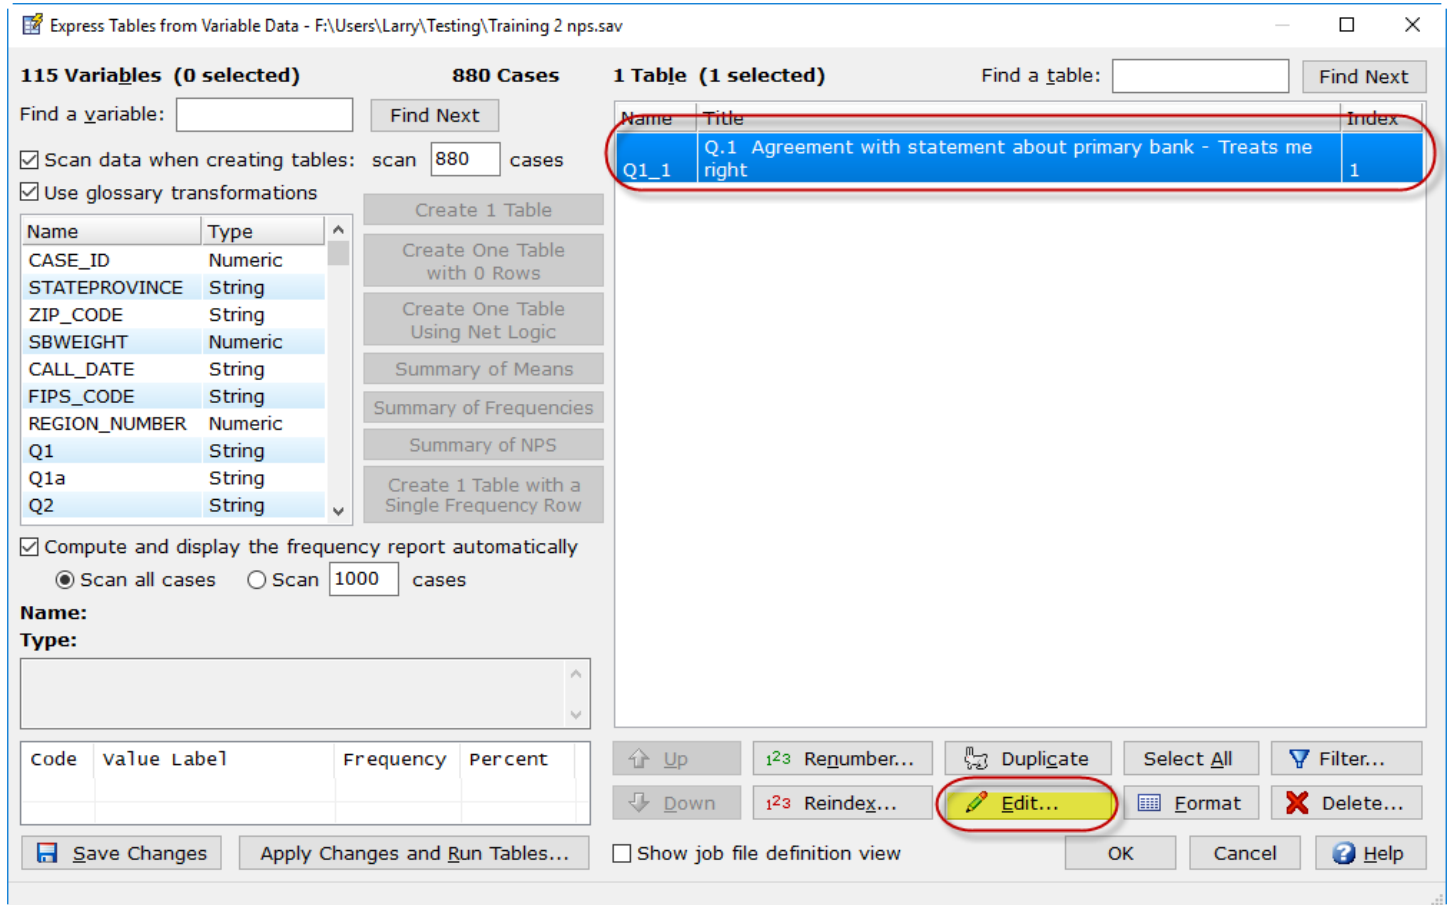 Express Tables from Variable Data - F:\Users\Larry\Testing\Training 2 nps.sav
115 Variables (0 selected) 880 Cases
Find a variable: Find Next
Scan data when creating tables: scan 880 cases
Use glossary transformations
Name Type
CASE_ID Numeric
STATEPROVINCE String
ZIP_CODE String
SBWEIGHT Numeric
CALL_DATE String
FIPS_CODE String
REGION_NUMBER Numeric
Q1 String
Q1a String
Q2 String
Create 1 Table
Create One Table
with 0 Rows
Create One Table
Using Net Logic
Summary of Means
Summary of Frequencies
Summary of NPS
Create 1 Table with a
Single Frequency Row
Compute and display the frequency report automatically
Scan all cases Scan 1000 cases
Name:
Type:
Code Value Label Frequency Percent
Save Changes Apply Changes and Run Tables...
1 Table (1 selected) Find a table: Find Next
Name Title Index
Q.1 Agreement with statement about primary bank - Treats me
Q1_1 right 1
Up 123 Renumber... Duplicate Select All Filter...
Down 123 Reindex... Edit... Format Delete...
Show job file definition view OK Cancel Help